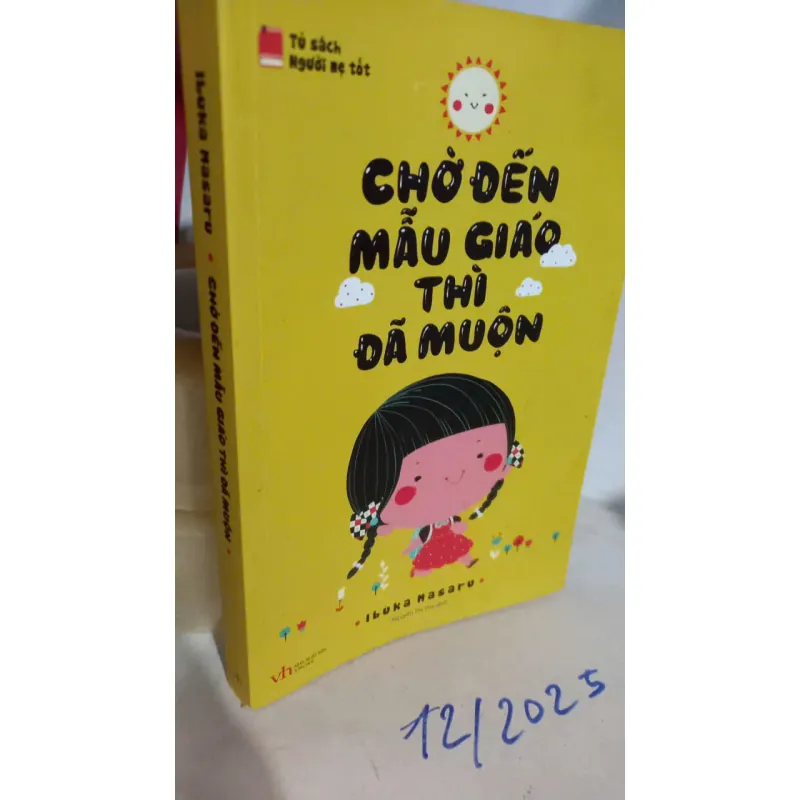 Tủ sách
Người mẹ tốt
CHỜ ĐẾN
MẪU GIÁO
THÌ
ĐÃ MUỘN
Ibuka Masaru
vh
12/2025
Ibuka Masaru • CHỜ ĐẾN MẪU GIÁO THÌ ĐÃ MUỘN •